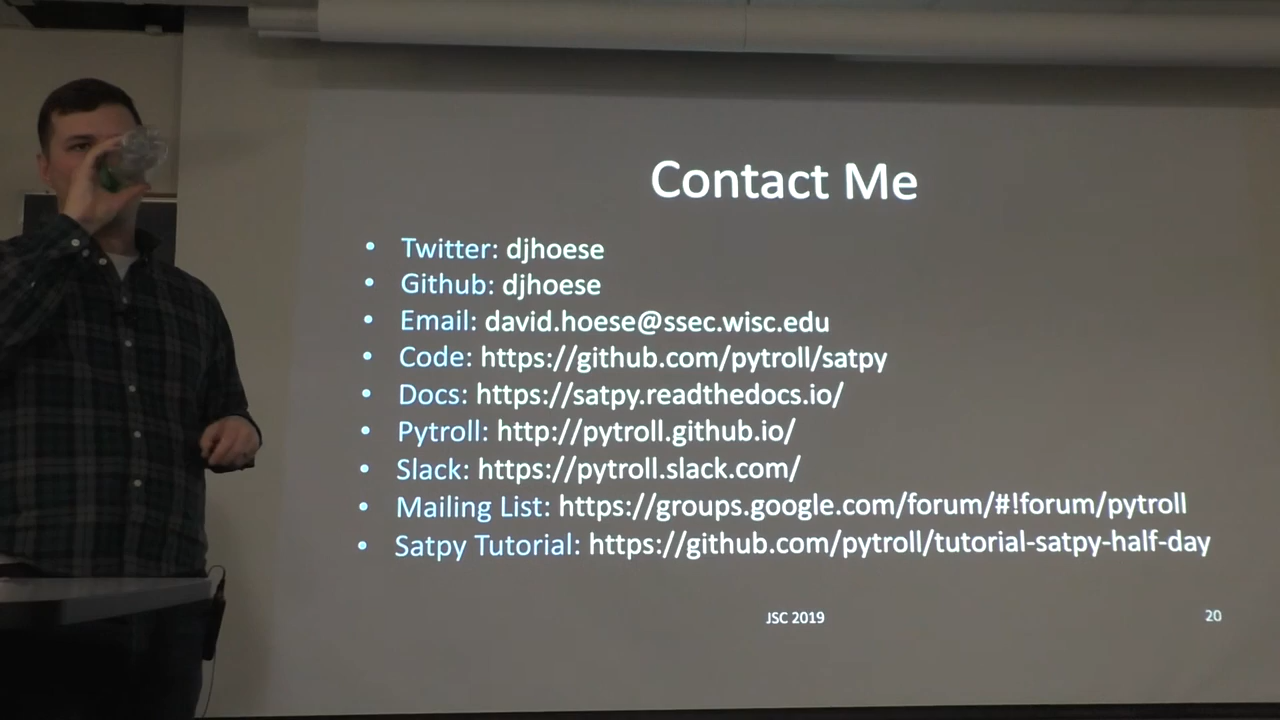 Contact Me
• Twitter: djhoese
• Github: djhoese
• Email: david.hoese@ssec.wisc.edu
• Code: https://github.com/pytroll/satpy
• Docs: https://satpy.readthedocs.io/
• Pytroll: http://pytroll.github.io/
• Slack: https://pytroll.slack.com/
• Mailing List: https://groups.google.com/forum/#!forum/pytroll
• Satpy Tutorial: https://github.com/pytroll/tutorial-satpy-half-day
JSC 2019
20